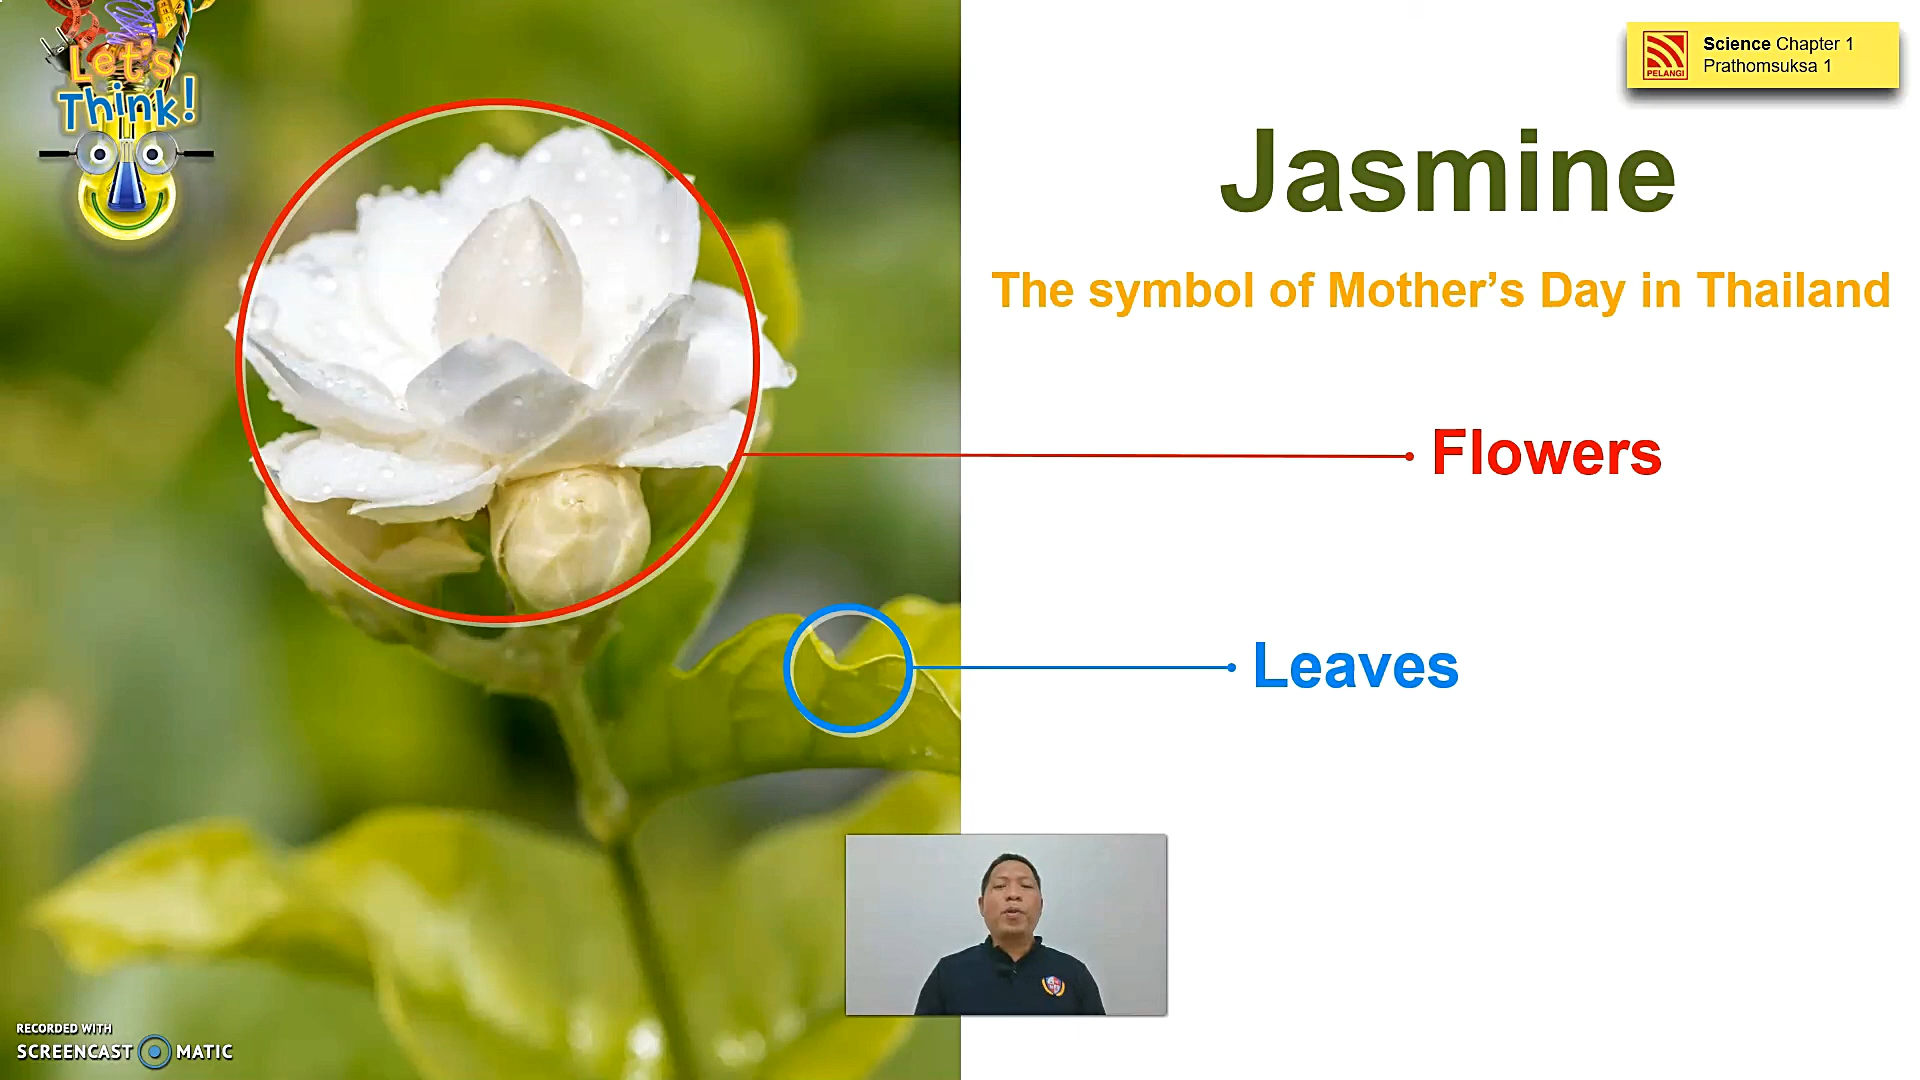 Let's
Think!
PELANGI
Science Chapter 1
Prathomsuksa 1
Jasmine
The symbol of Mother’s Day in Thailand
Flowers
Leaves
RECORDED WITH
SCREENCAST MATIC